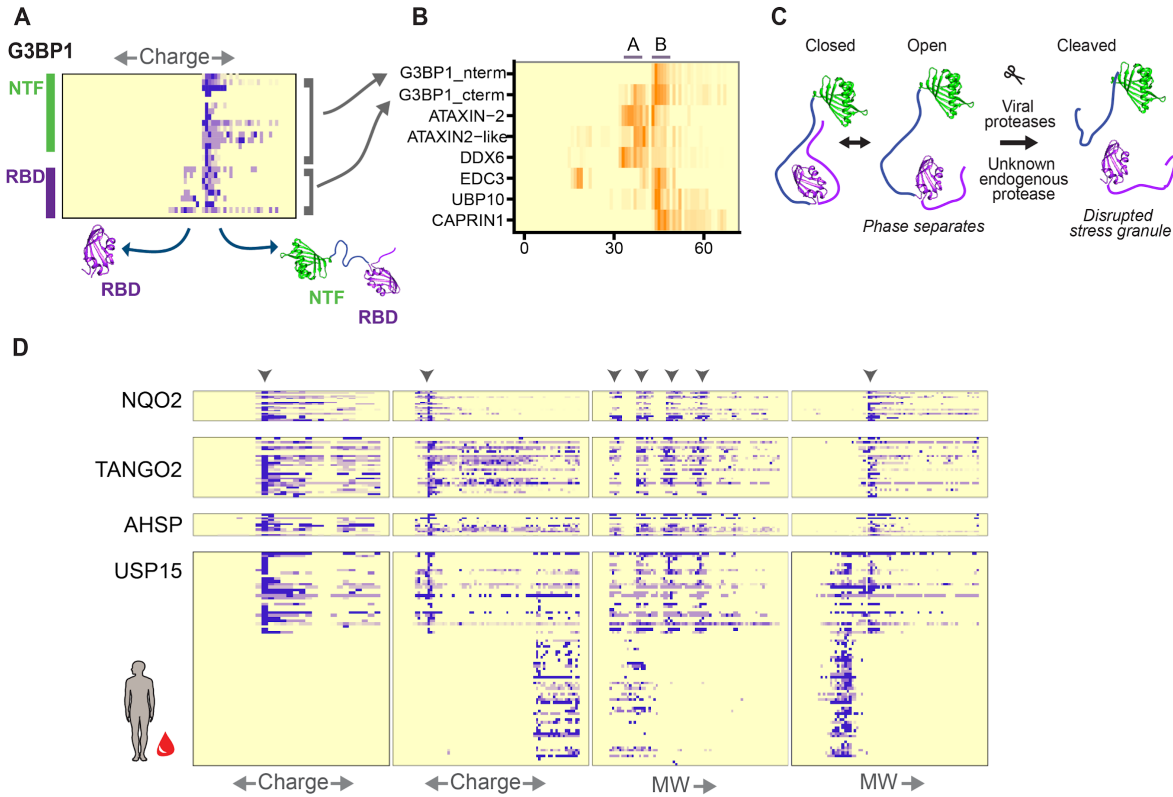 A
G3BP1
Charge
NTF
RBD
RBD
NTF
RBD
B
A B
G3BP1_nterm
G3BP1_cterm
ATAXIN−2
ATAXIN2−like
DDX6
EDC3
UBP10
CAPRIN1
0 30 60
C
Closed Open Cleaved
Viral
proteases
Unknown
endogenous
protease
Phase separates
Disrupted
stress granule
D
NQO2
TANGO2
AHSP
USP15
Charge Charge MW MW